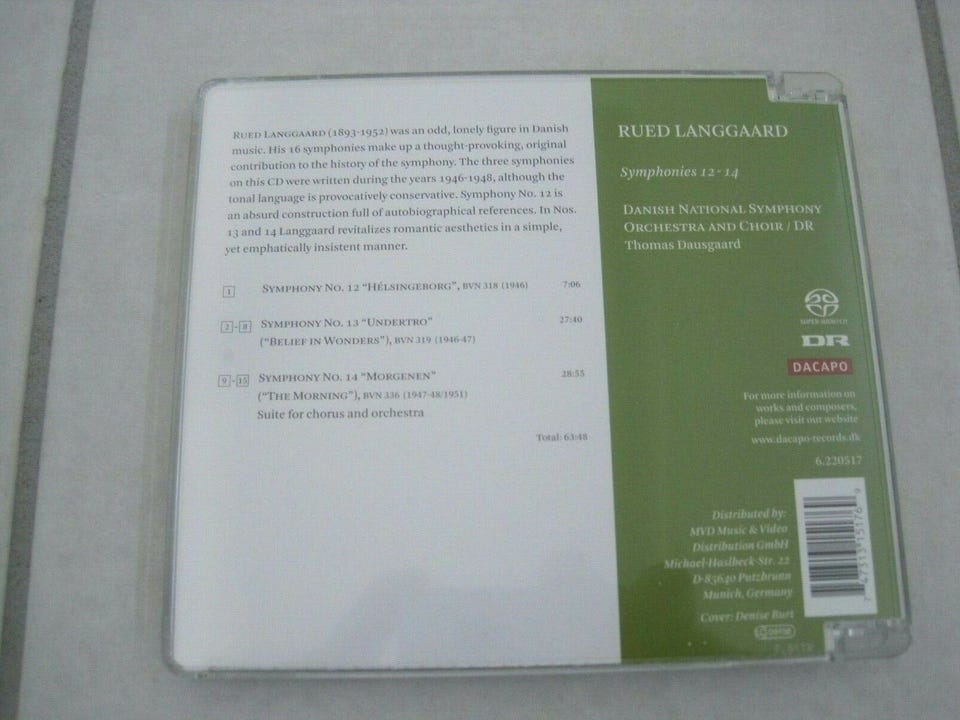 RUED LANGGAARD (1893-1952) was an odd, lonely figure in Danish
music. His 16 symphonies make up a thought-provoking, original
contribution to the history of the symphony. The three symphonies
on this CD were written during the years 1946-1948, although the
tonal language is provocatively conservative. Symphony No. 12 is
an absurd construction full of autobiographical references. In Nos.
13 and 14 Langgaard revitalizes romantic aesthetics in a simple,
yet emphatically insistent manner.
1 SYMPHONY NO. 12 "HÉLSINGEBORG", BVN 318 (1946) 7:06
2-8 SYMPHONY NO. 13 "UNDERTRO" 27:40
("BELIEF IN WONDERS"), BVN 319 (1946-47)
9-15 SYMPHONY NO. 14 "MORGENEN" 28:55
("THE MORNING"), BVN 336 (1947-48/1951)
Suite for chorus and orchestra
Total: 63:48
RUED LANGGAARD
Symphonies 12-14
DANISH NATIONAL SYMPHONY
ORCHESTRA AND CHOIR / DR
Thomas Dausgaard
SUPER AUDIO CD
DR
DACAPO
For more information on
works and composers,
please visit our website
www.dacapo-records.dk
6.220517
Distributed by:
MVD Music & Video
Distribution GmbH
Michael-Haslbeck-Str. 22
D-85640 Putzbrunn
Munich, Germany
Cover: Denise Burt
7 47313 15176 9